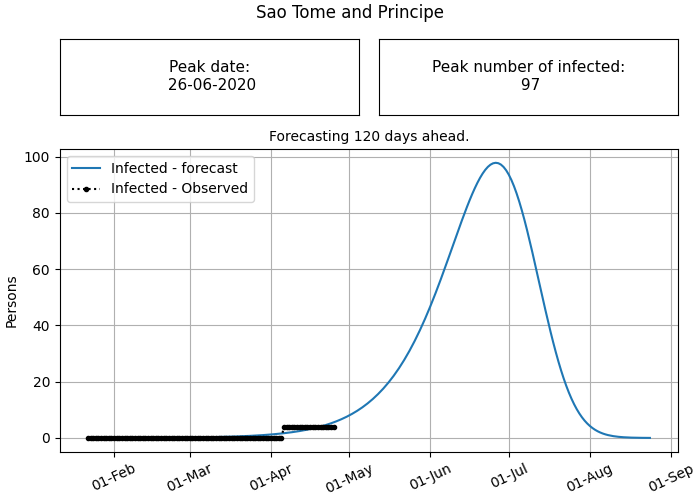 Sao Tome and Principe
Peak date:
26-06-2020
Peak number of infected:
97
Forecasting 120 days ahead.
Infected - forecast
Infected - Observed
Persons
100
80
60
40
20
0
01-Feb
01-Mar
01-Apr
01-May
01-Jun
01-Jul
01-Aug
01-Sep